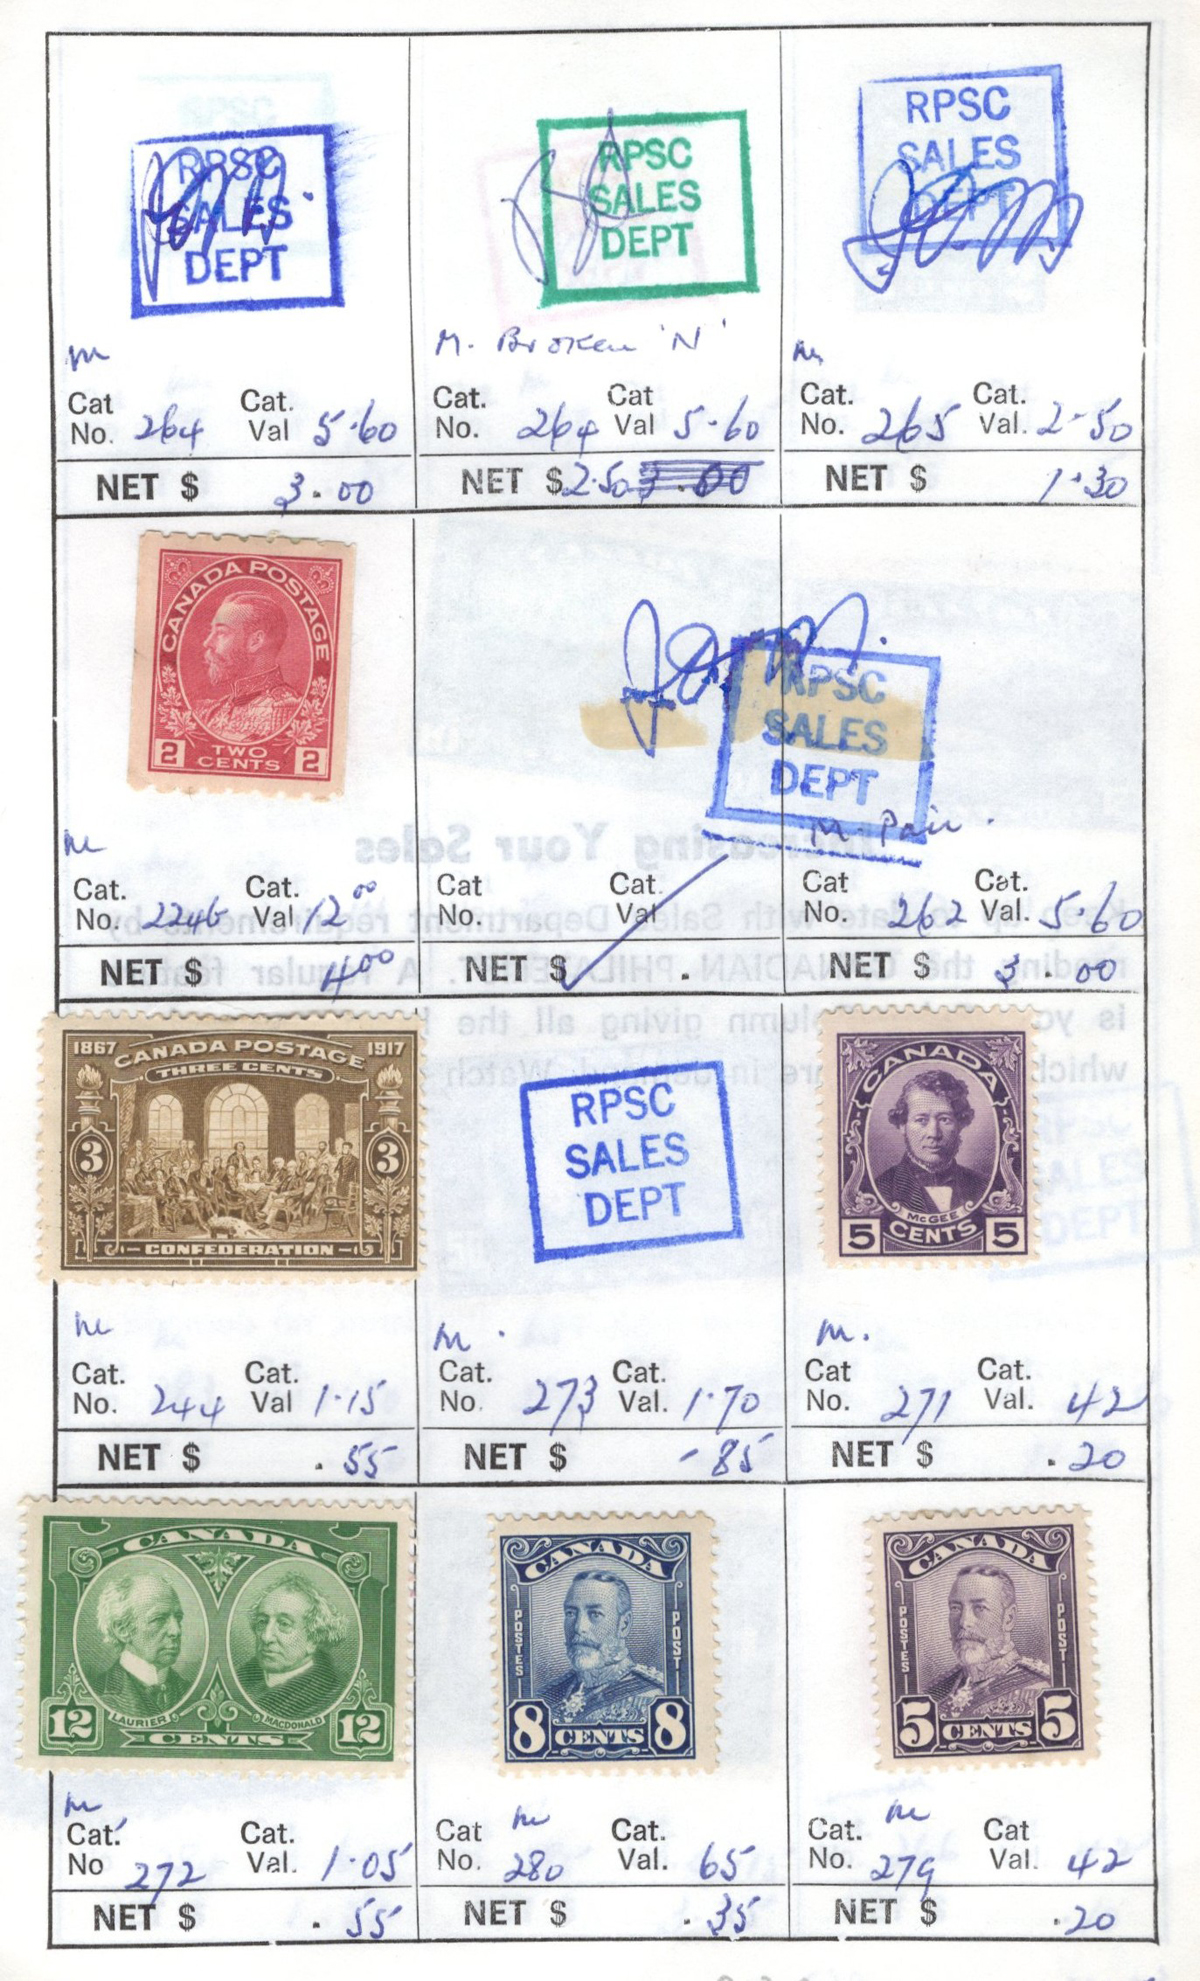 RPSC
SALES
DEPT
RPSC
SALES
DEPT
RPSC
SALES
DEPT
m
M. Broken 'N'
m
Cat No. 264 Cat. Val 5.60
Cat. No. 264 Cat Val 5.60
Cat. No. 265 Cat. Val. 2-50
NET $ 3.00
NET $ 2.50 3.00
NET $ 1.30
CANADA POSTAGE
2 TWO CENTS 2
RPSC
SALES
DEPT
m
M. Pair.
Cat. No. Cat. Val 12.00
Cat No. Cat. Val
Cat No. 262 Cat. Val. 5.60
NET $ 4.00
NET $ .
NET $ 3.00
1867 CANADA POSTAGE 1917
THREE CENTS
3 3
CONFEDERATION
RPSC
SALES
DEPT
CANADA
McGEE
5 CENTS 5
m
M.
M.
Cat. No. 244 Cat. Val 1.15
Cat. No. 273 Cat. Val. 1.70
Cat No. 271 Cat. Val. 42
NET $ .55
NET $ -85
NET $ .20
CANADA
LAURIER MACDONALD
12 CENTS 12
CANADA
POSTES POST
8 CENTS 8
CANADA
POSTES POST
5 CENTS 5
m
m
m
Cat. No 272 Cat. Val. 1.05
Cat No. 280 Cat. Val. 65
Cat. No. 279 Cat Val. 42
NET $ .55
NET $ .35
NET $ .20